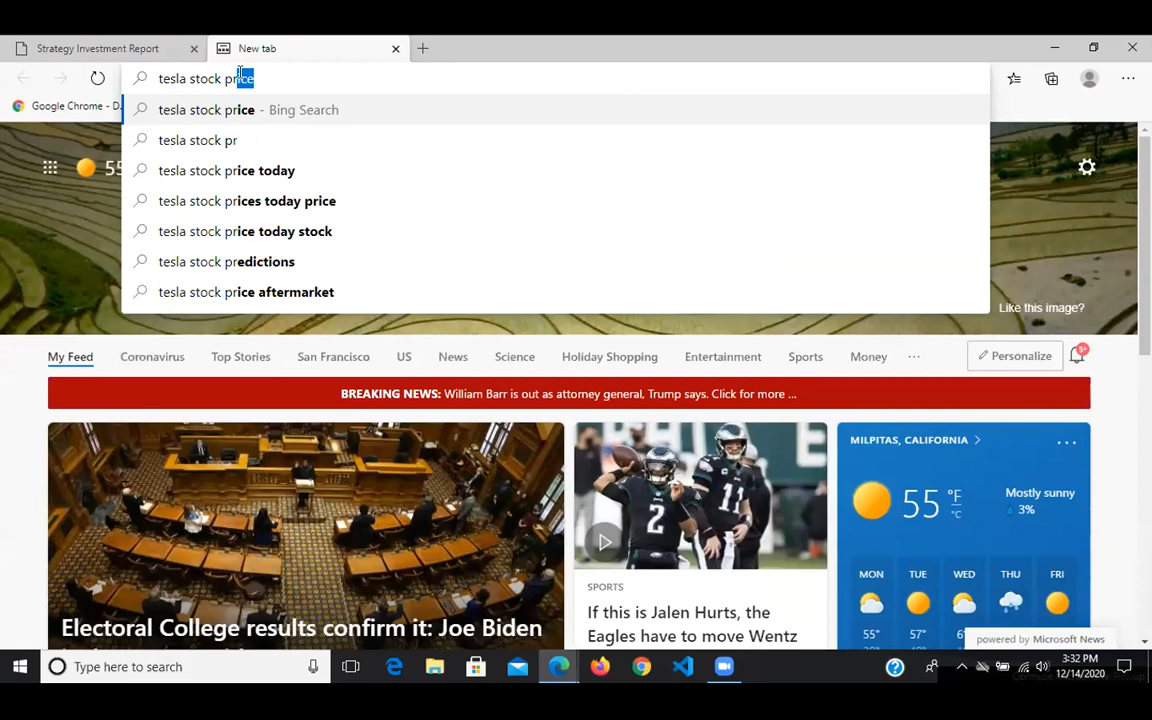 Strategy Investment Report
New tab
tesla stock price
Google Chrome - D
tesla stock price - Bing Search
tesla stock pr
tesla stock price today
tesla stock prices today price
tesla stock price today stock
tesla stock predictions
tesla stock price aftermarket
55
Like this image?
My Feed
Coronavirus
Top Stories
San Francisco
US
News
Science
Holiday Shopping
Entertainment
Sports
Money
...
Personalize
9+
BREAKING NEWS: William Barr is out as attorney general, Trump says. Click for more ...
Electoral College results confirm it: Joe Biden
SPORTS
If this is Jalen Hurts, the
Eagles have to move Wentz
MILPITAS, CALIFORNIA
55 °F
°C
Mostly sunny
3%
MON TUE WED THU FRI
55° 57°
powered by Microsoft News
Type here to search
3:32 PM
12/14/2020